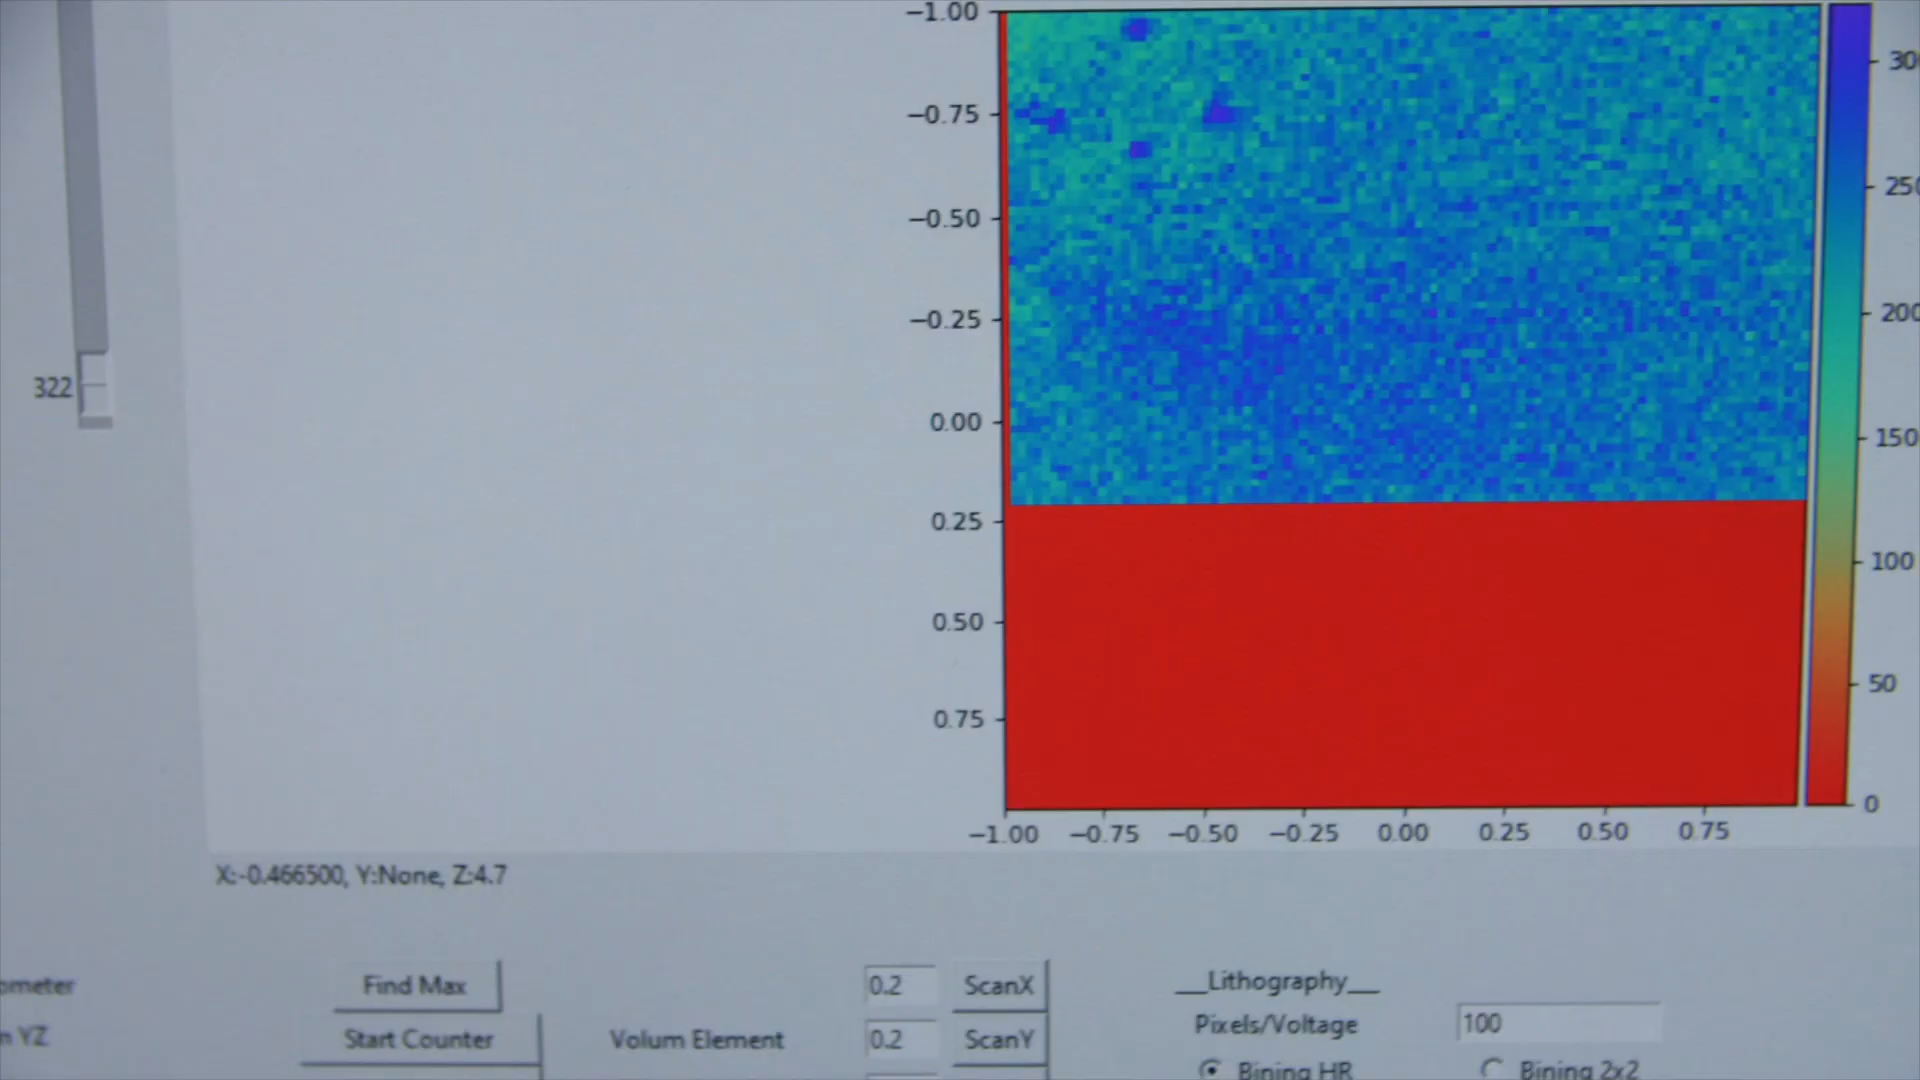 −1.00
−0.75
−0.50
−0.25
0.00
0.25
0.50
0.75
−1.00 −0.75 −0.50 −0.25 0.00 0.25 0.50 0.75
250
200
150
100
50
0
322
X:-0.466500, Y:None, Z:4.7
Find Max
Start Counter
Volum Element
0.2 ScanX
0.2 ScanY
__Lithography__
Pixels/Voltage 100
Bining HR Bining 2x2
YZ